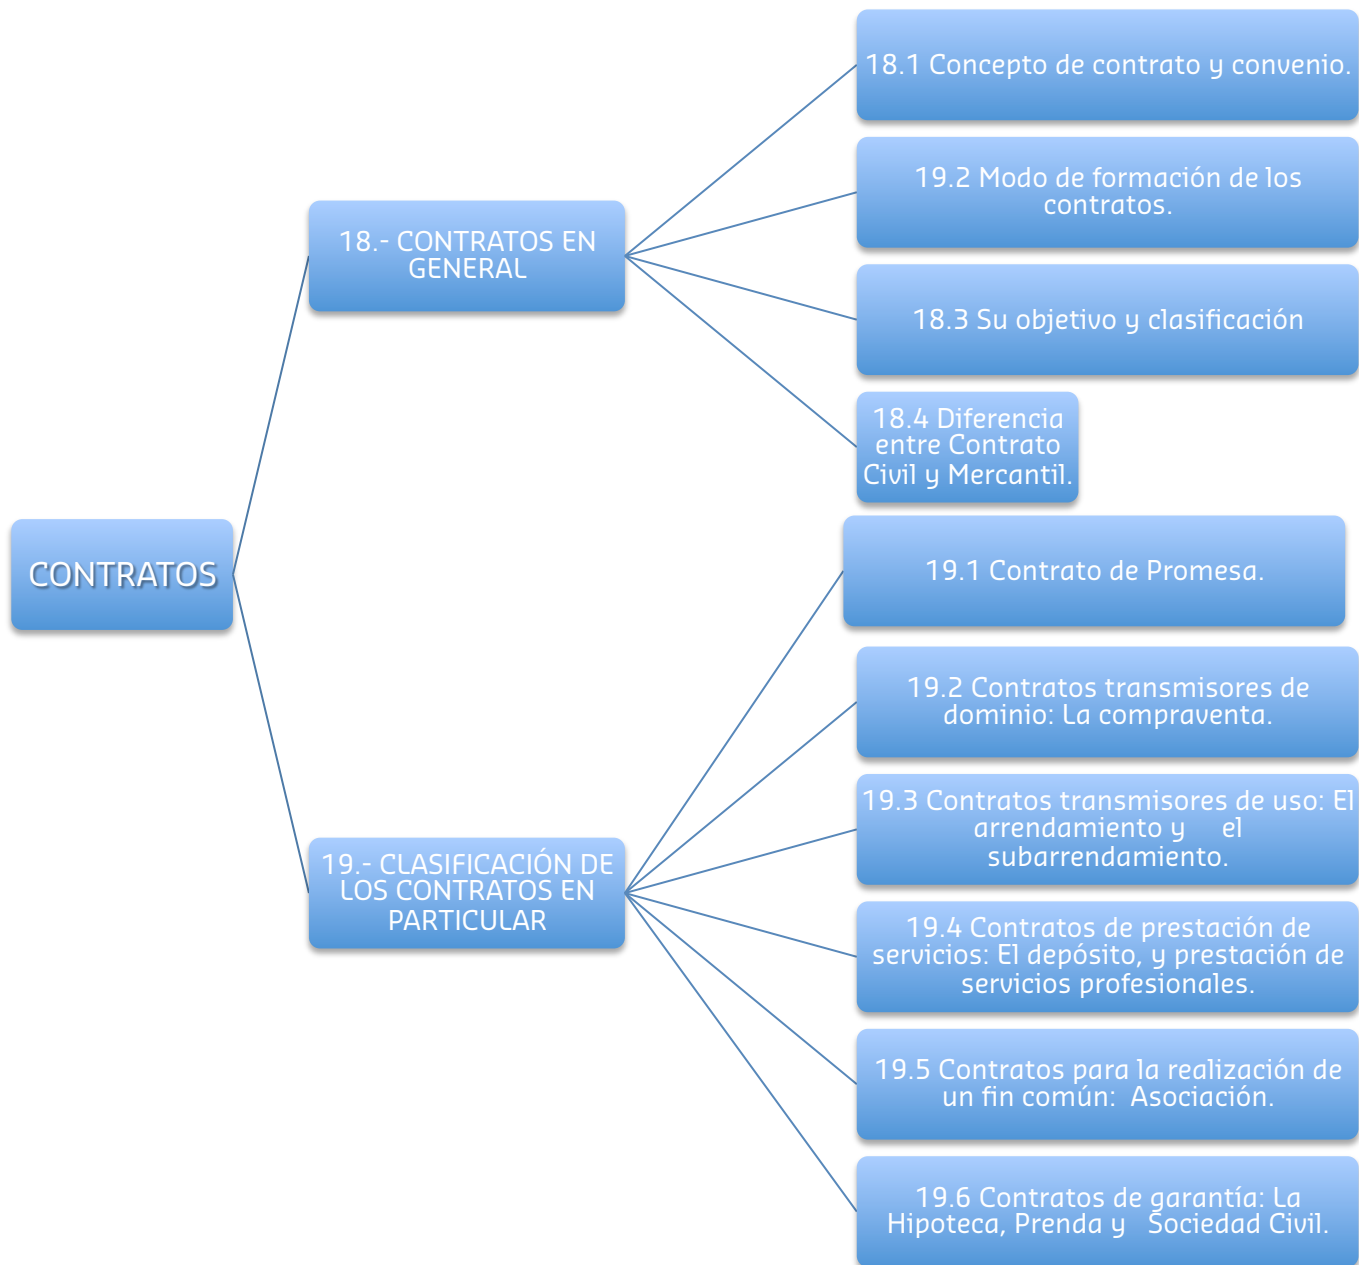 CONTRATOS
18.- CONTRATOS EN
GENERAL
18.1 Concepto de contrato y convenio.
19.2 Modo de formación de los
contratos.
18.3 Su objetivo y clasificación
18.4 Diferencia
entre Contrato
Civil y Mercantil.
19.- CLASIFICACIÓN DE
LOS CONTRATOS EN
PARTICULAR
19.1 Contrato de Promesa.
19.2 Contratos transmisores de
dominio: La compraventa.
19.3 Contratos transmisores de uso: El
arrendamiento y el
subarrendamiento.
19.4 Contratos de prestación de
servicios: El depósito, y prestación de
servicios profesionales.
19.5 Contratos para la realización de
un fin común: Asociación.
19.6 Contratos de garantía: La
Hipoteca, Prenda y Sociedad Civil.